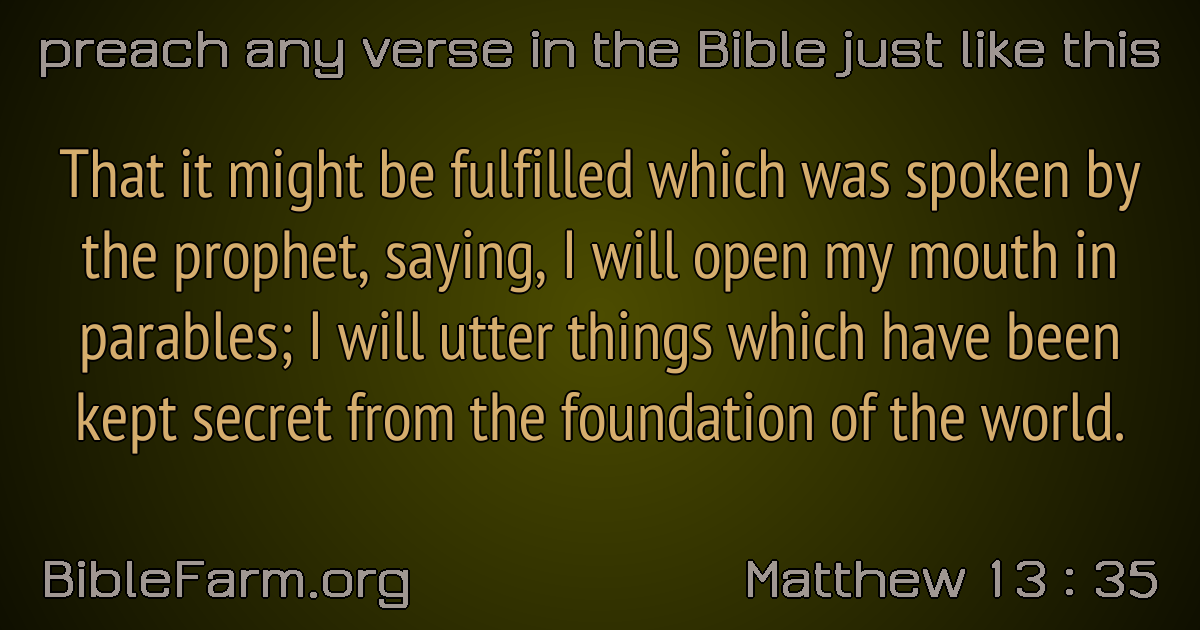 preach any verse in the Bible just like this
That it might be fulfilled which was spoken by
the prophet, saying, I will open my mouth in
parables; I will utter things which have been
kept secret from the foundation of the world.
BibleFarm.org
Matthew 13 : 35